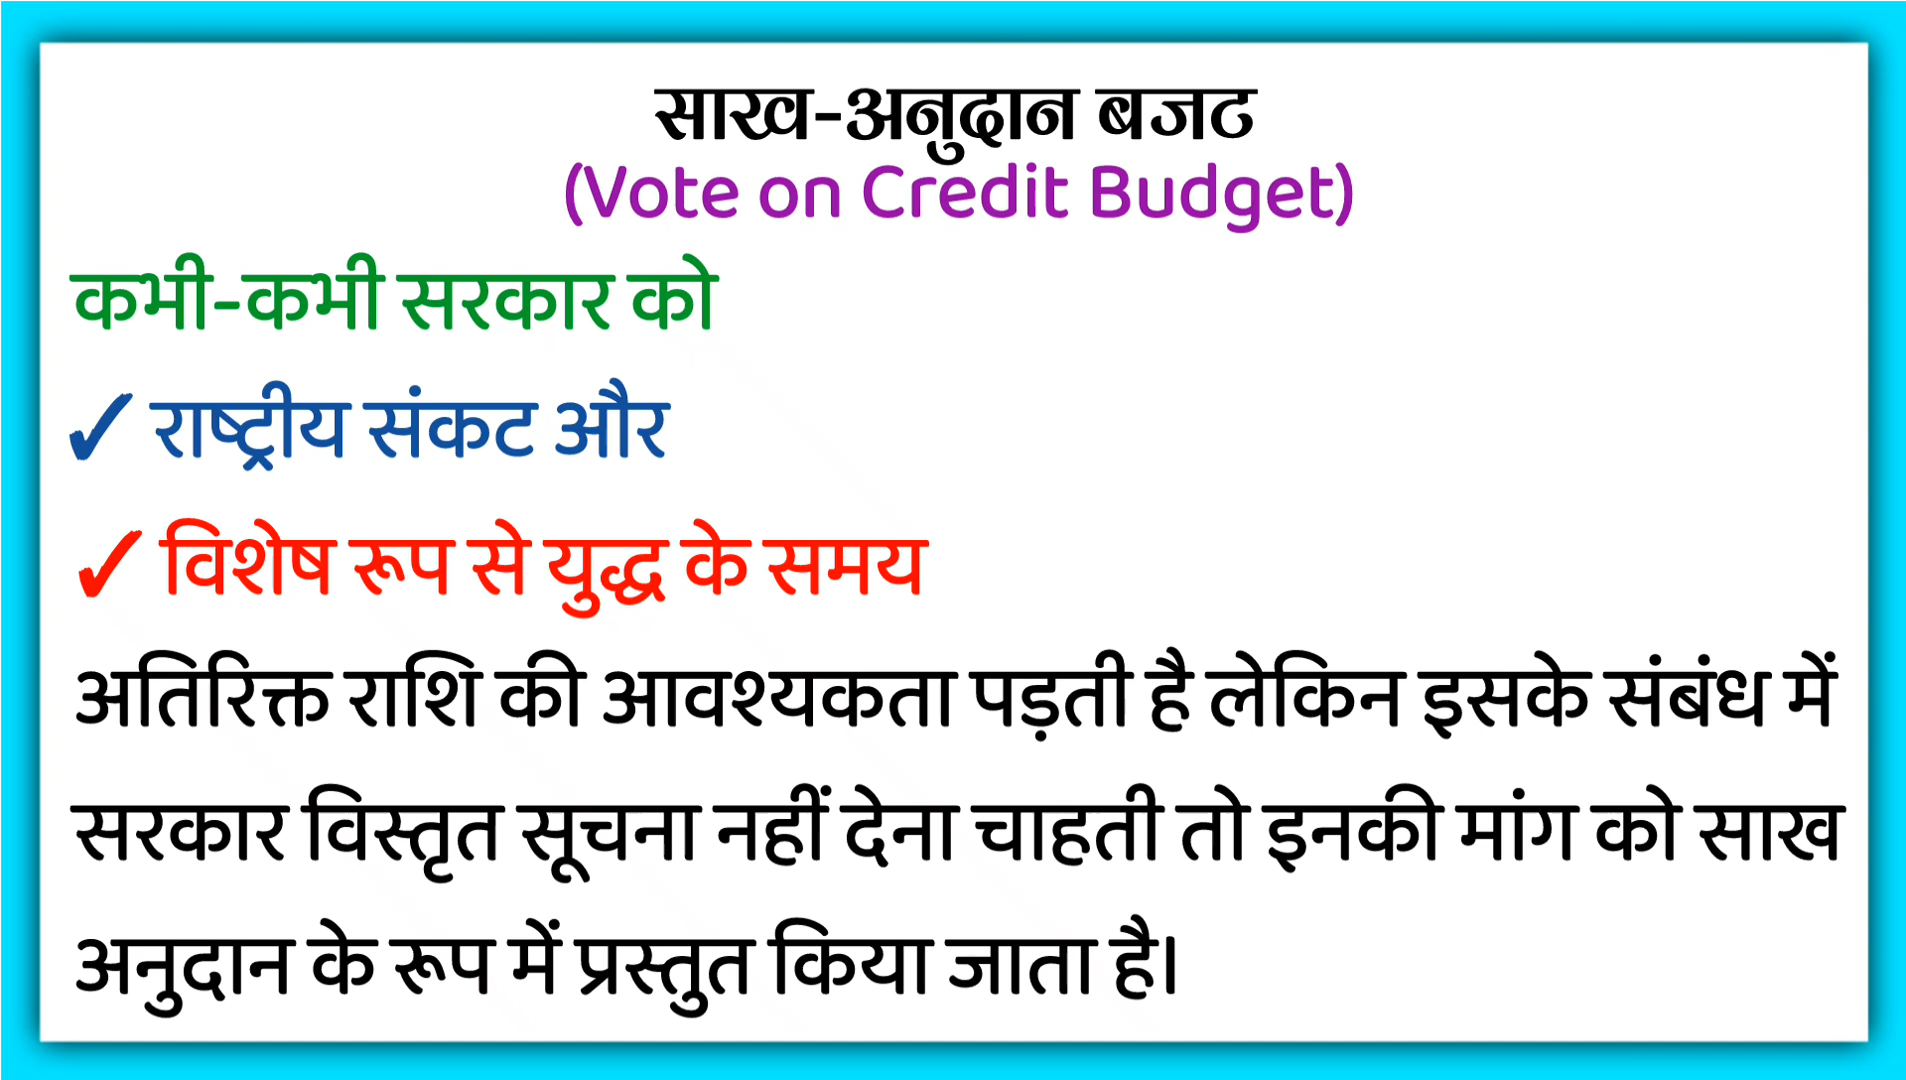 साख-अनुदान बजट
(Vote on Credit Budget)
कभी-कभी सरकार को
✓ राष्ट्रीय संकट और
✓ विशेष रूप से युद्ध के समय
अतिरिक्त राशि की आवश्यकता पड़ती है लेकिन इसके संबंध में
सरकार विस्तृत सूचना नहीं देना चाहती तो इनकी मांग को साख
अनुदान के रूप में प्रस्तुत किया जाता है।